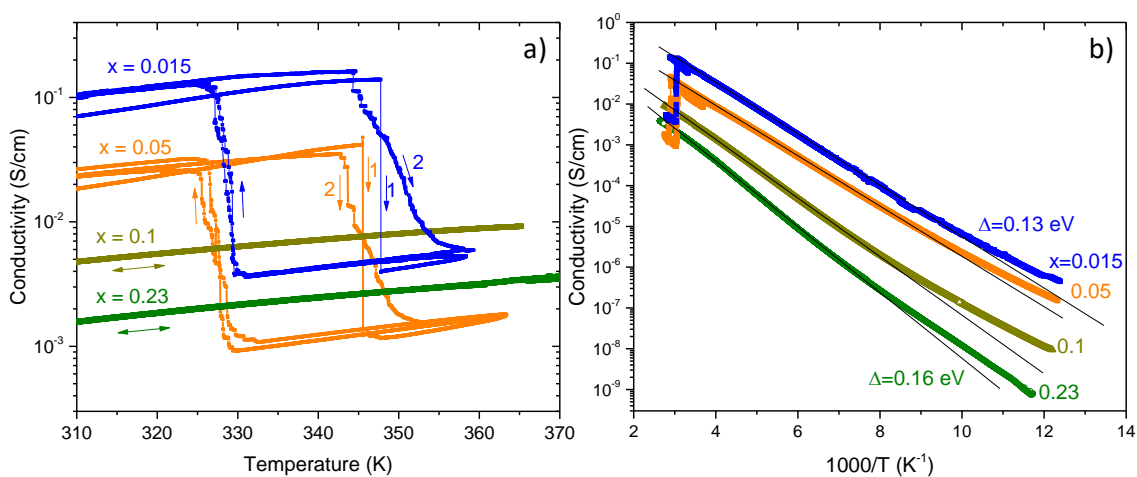 a)
x = 0.015
x = 0.05
x = 0.1
x = 0.23
2
1
1
2
10⁻¹
10⁻²
10⁻³
Conductivity (S/cm)
310 320 330 340 350 360 370
Temperature (K)
b)
10⁰
10⁻¹
10⁻²
10⁻³
10⁻⁴
10⁻⁵
10⁻⁶
10⁻⁷
10⁻⁸
10⁻⁹
Conductivity (S/cm)
Δ=0.13 eV
x=0.015
0.05
0.1
Δ=0.16 eV
0.23
2 4 6 8 10 12 14
1000/T (K⁻¹)